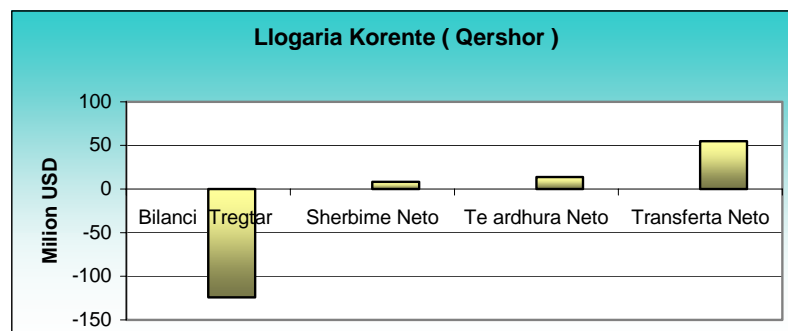 Llogaria Korente ( Qershor )
Milion USD
100
50
0
-50
-100
-150
Bilanci Tregtar
Sherbime Neto
Te ardhura Neto
Transferta Neto